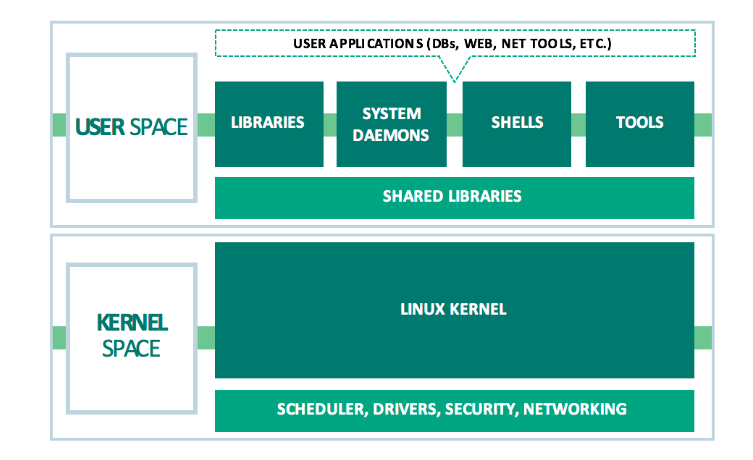 USER APPLICATIONS (DBs, WEB, NET TOOLS, ETC.)
USER SPACE
LIBRARIES
SYSTEM
DAEMONS
SHELLS
TOOLS
SHARED LIBRARIES
KERNEL
SPACE
LINUX KERNEL
SCHEDULER, DRIVERS, SECURITY, NETWORKING